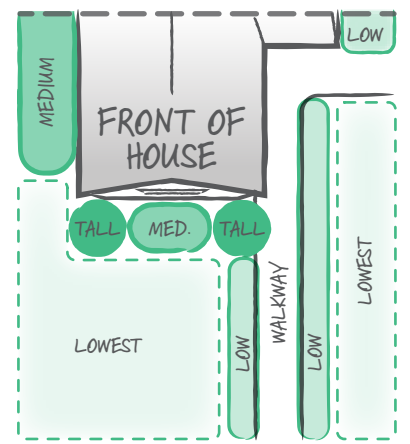 LOW
MEDIUM
FRONT OF
HOUSE
TALL
MED.
TALL
LOWEST
LOW
WALKWAY
LOW
LOWEST